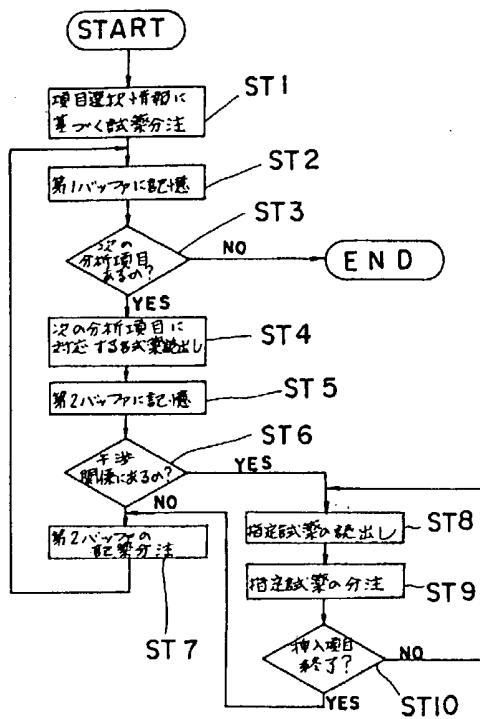 START
項目選択情報に
基づく試薬分注
ST1
第1バッファに記憶
ST2
次の
分析項目
あるの?
ST3
NO
END
YES
次の分析項目に
対応する試薬読出し
ST4
第2バッファに記憶
ST5
干渉
関係にあるの?
ST6
YES
NO
第2バッファの
試薬分注
ST7
指定試薬の読出し
ST8
指定試薬の分注
ST9
挿入項目
終了?
NO
YES
ST10